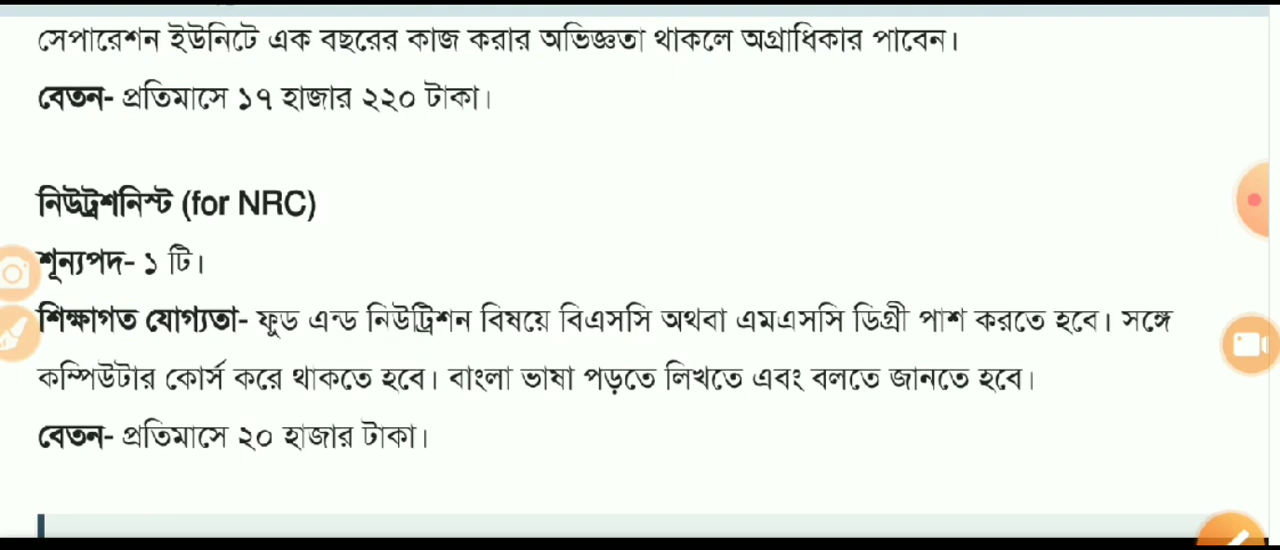 সেপারেশন ইউনিটে এক বছরের কাজ করার অভিজ্ঞতা থাকলে অগ্রাধিকার পাবেন।
বেতন- প্রতিমাসে ১৭ হাজার ২২০ টাকা।
নিউট্রশনিস্ট (for NRC)
শূন্যপদ- ১ টি।
শিক্ষাগত যোগ্যতা- ফুড এন্ড নিউট্রিশন বিষয়ে বিএসসি অথবা এমএসসি ডিগ্রী পাশ করতে হবে। সঙ্গে
কম্পিউটার কোর্স করে থাকতে হবে। বাংলা ভাষা পড়তে লিখতে এবং বলতে জানতে হবে।
বেতন- প্রতিমাসে ২০ হাজার টাকা।